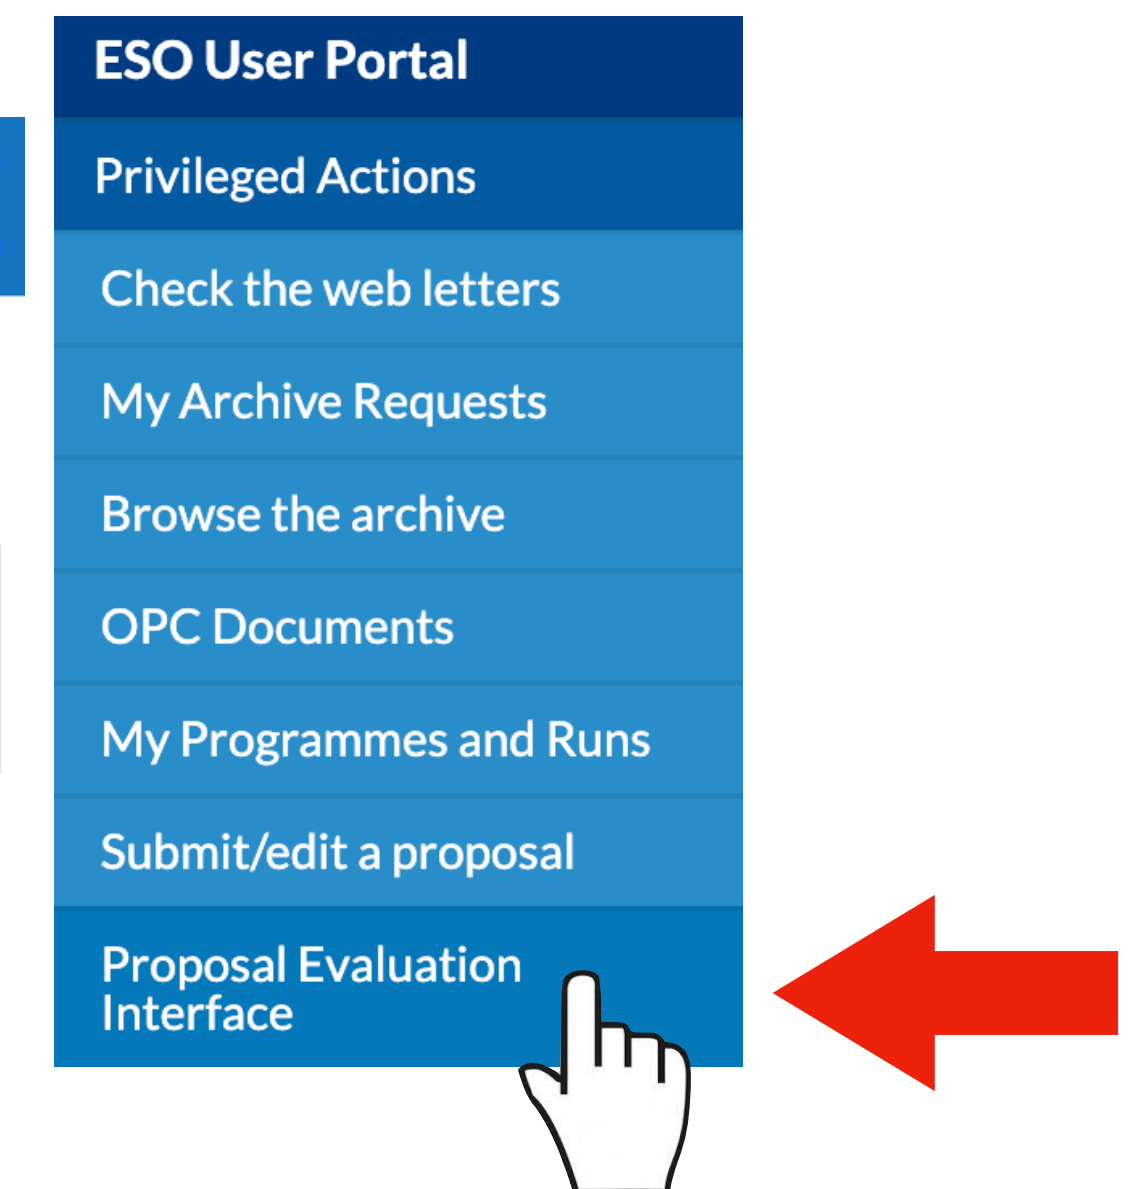 ESO User Portal
Privileged Actions
Check the web letters
My Archive Requests
Browse the archive
OPC Documents
My Programmes and Runs
Submit/edit a proposal
Proposal Evaluation
Interface